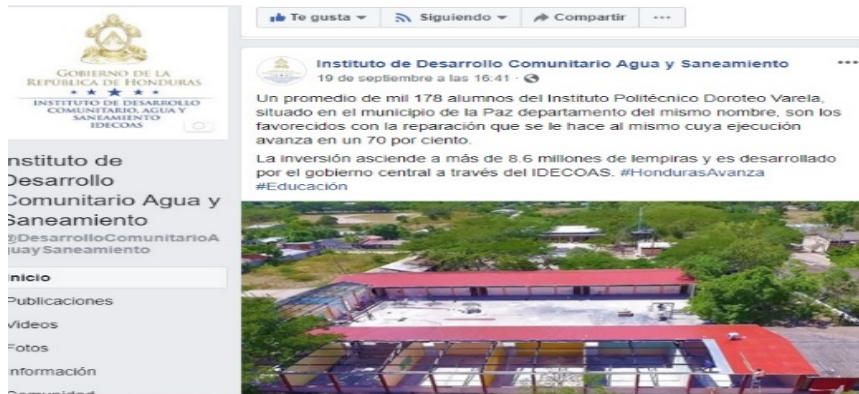 GOBIERNO DE LA
REPÚBLICA DE HONDURAS
INSTITUTO DE DESARROLLO
COMUNITARIO, AGUA Y
SANEAMIENTO
IDECOAS
nstituto de
Desarrollo
Comunitario Agua y
Saneamiento
@DesarrolloComunitarioA
guaySaneamiento
Inicio
Publicaciones
Videos
Fotos
Información
Comunidad
Te gusta
Siguiendo
Compartir
Instituto de Desarrollo Comunitario Agua y Saneamiento
19 de septiembre a las 16:41 ·
Un promedio de mil 178 alumnos del Instituto Politécnico Doroteo Varela,
situado en el municipio de la Paz departamento del mismo nombre, son los
favorecidos con la reparación que se le hace al mismo cuya ejecución
avanza en un 70 por ciento.
La inversión asciende a más de 8.6 millones de lempiras y es desarrollado
por el gobierno central a través del IDECOAS. #HondurasAvanza
#Educación